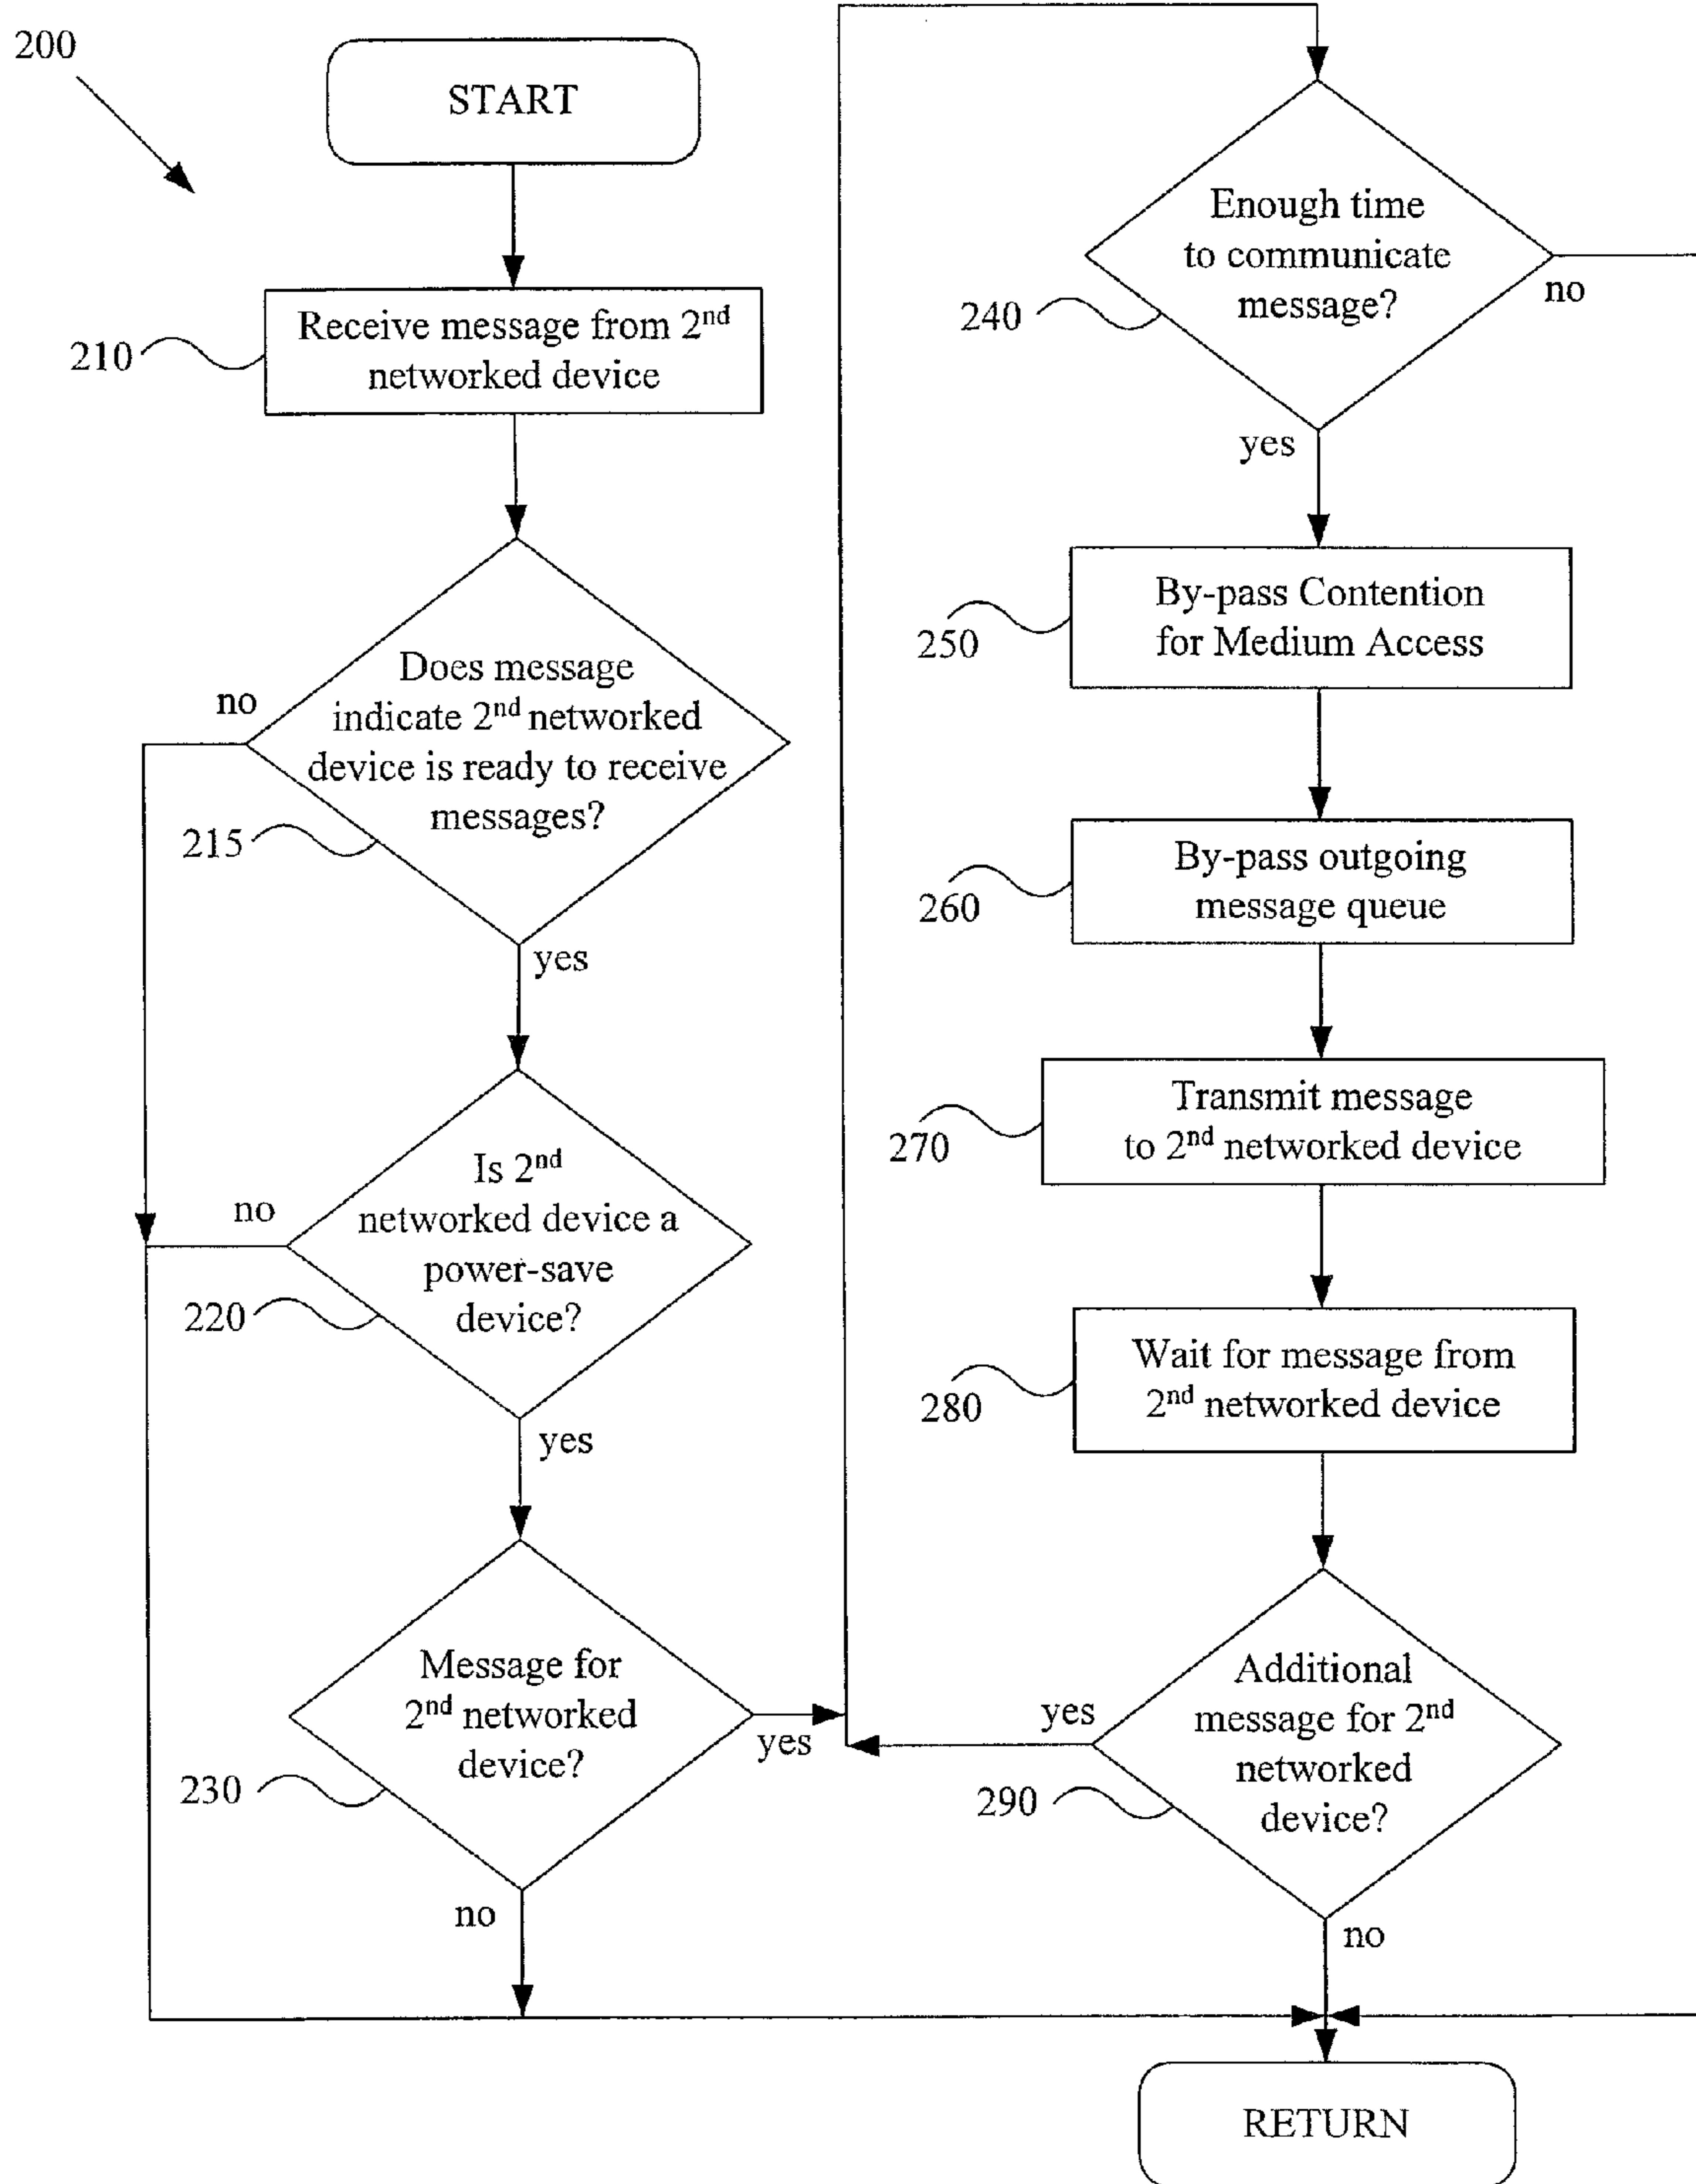 200
START
210
Receive message from 2nd
networked device
no
Does message
indicate 2nd networked
device is ready to receive
messages?
215
yes
no
Is 2nd
networked device a
power-save
device?
220
yes
Message for
2nd networked
device?
230
yes
no
Enough time
to communicate
message?
240
no
yes
By-pass Contention
for Medium Access
250
By-pass outgoing
message queue
260
Transmit message
to 2nd networked device
270
Wait for message from
2nd networked device
280
Additional
message for 2nd
networked
device?
yes
290
no
RETURN